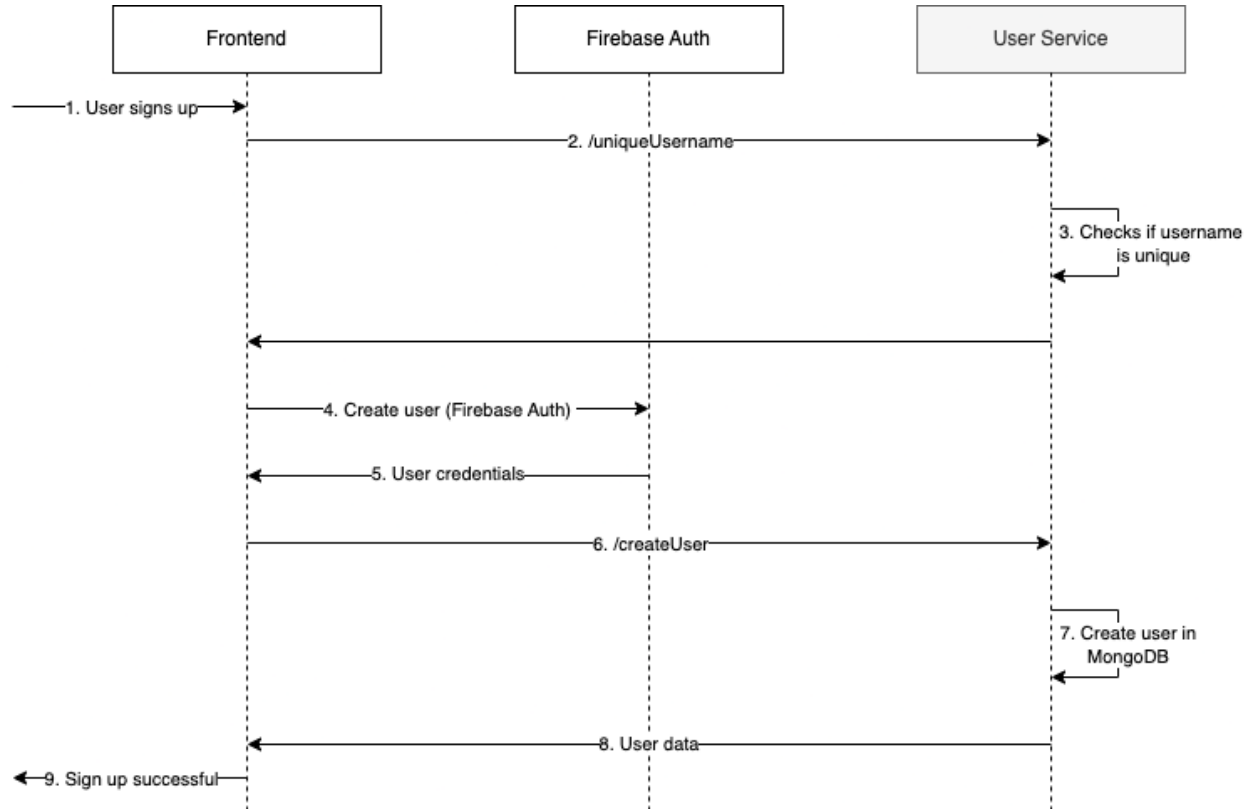 Frontend
Firebase Auth
User Service
1. User signs up
2. /uniqueUsername
3. Checks if username
is unique
4. Create user (Firebase Auth)
5. User credentials
6. /createUser
7. Create user in
MongoDB
8. User data
9. Sign up successful